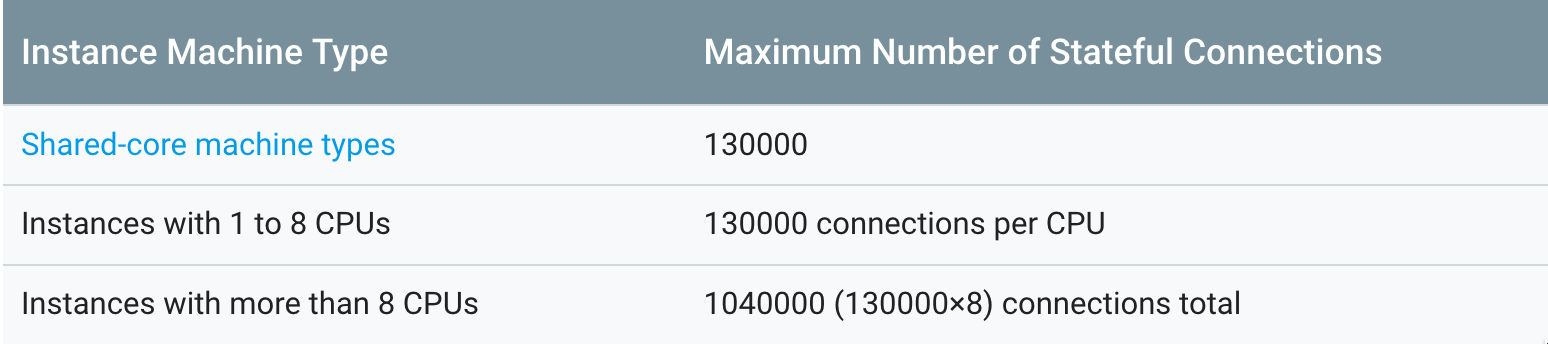 Instance Machine Type Maximum Number of Stateful Connections
Shared-core machine types 130000
Instances with 1 to 8 CPUs 130000 connections per CPU
Instances with more than 8 CPUs 1040000 (130000×8) connections total